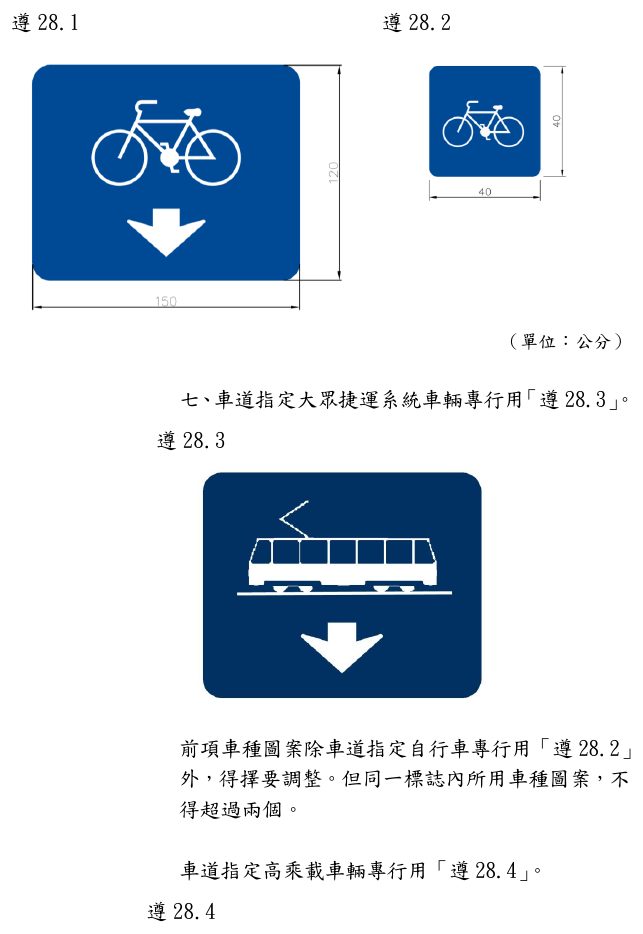 遵 28.1
遵 28.2
120
150
40
40
（單位：公分）
七、車道指定大眾捷運系統車輛專行用「遵 28.3」。
遵 28.3
前項車種圖案除車道指定自行車專行用「遵 28.2」
外，得擇要調整。但同一標誌內所用車種圖案，不
得超過兩個。
車道指定高乘載車輛專行用「遵 28.4」。
遵 28.4